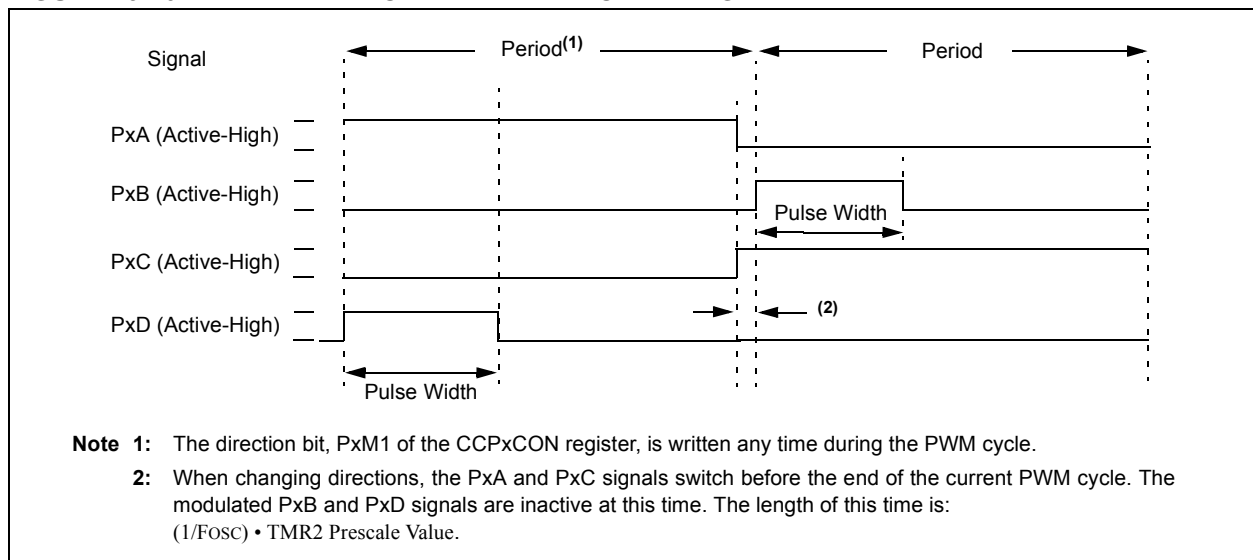 Signal
Period(1)
Period
PxA (Active-High)
PxB (Active-High)
Pulse Width
PxC (Active-High)
(2)
PxD (Active-High)
Pulse Width
Note 1: The direction bit, PxM1 of the CCPxCON register, is written any time during the PWM cycle.
2: When changing directions, the PxA and PxC signals switch before the end of the current PWM cycle. The
modulated PxB and PxD signals are inactive at this time. The length of this time is:
(1/FOSC) • TMR2 Prescale Value.